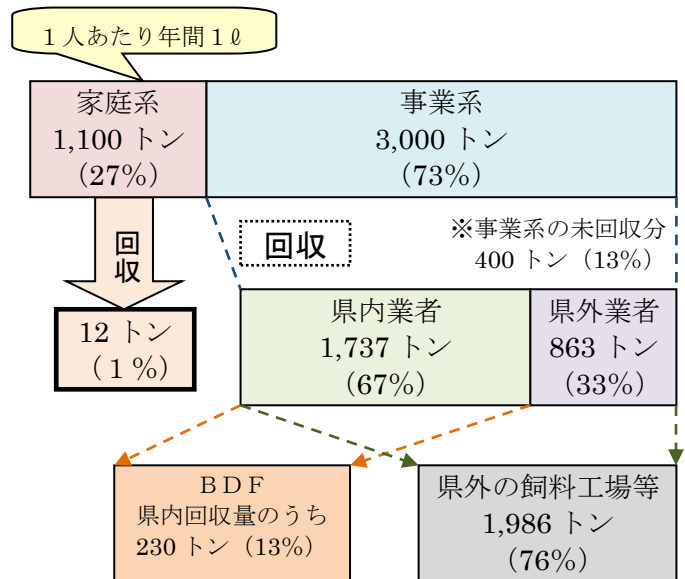 １人あたり年間１ℓ
家庭系
1,100 トン
（27%）
事業系
3,000 トン
（73%）
回収
回収
※事業系の未回収分
400 トン（13%）
12 トン
（１%）
県内業者
1,737 トン
（67%）
県外業者
863 トン
（33%）
ＢＤＦ
県内回収量のうち
230 トン（13%）
県外の飼料工場等
1,986 トン
（76%）